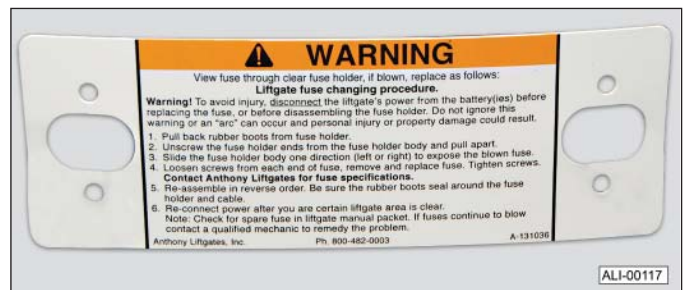 WARNING
View fuse through clear fuse holder, if blown, replace as follows:
Liftgate fuse changing procedure.
Warning! To avoid injury, disconnect the liftgate's power from the battery(ies) before
replacing the fuse, or before disassembling the fuse holder. Do not ignore this
warning or an "arc" can occur and personal injury or property damage could result.
1. Pull back rubber boots from fuse holder.
2. Unscrew the fuse holder ends from the fuse holder body and pull apart.
3. Slide the fuse holder body one direction (left or right) to expose the blown fuse.
4. Loosen screws from each end of fuse, remove and replace fuse. Tighten screws.
Contact Anthony Liftgates for fuse specifications.
5. Re-assemble in reverse order. Be sure the rubber boots seal around the fuse
holder and cable.
6. Re-connect power after you are certain liftgate area is clear.
Note: Check for spare fuse in liftgate manual packet. If fuses continue to blow
contact a qualified mechanic to remedy the problem.
Anthony Liftgates, Inc. Ph. 800-482-0003 A-131036
ALI-00117